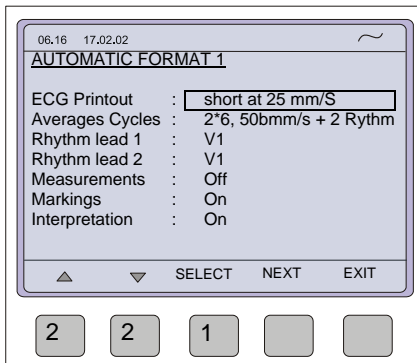 06.16 17.02.02
AUTOMATIC FORMAT 1
ECG Printout : short at 25 mm/S
Averages Cycles : 2*6, 50bmm/s + 2 Rythm
Rhythm lead 1 : V1
Rhythm lead 2 : V1
Measurements : Off
Markings : On
Interpretation : On
SELECT NEXT EXIT
2 2 1